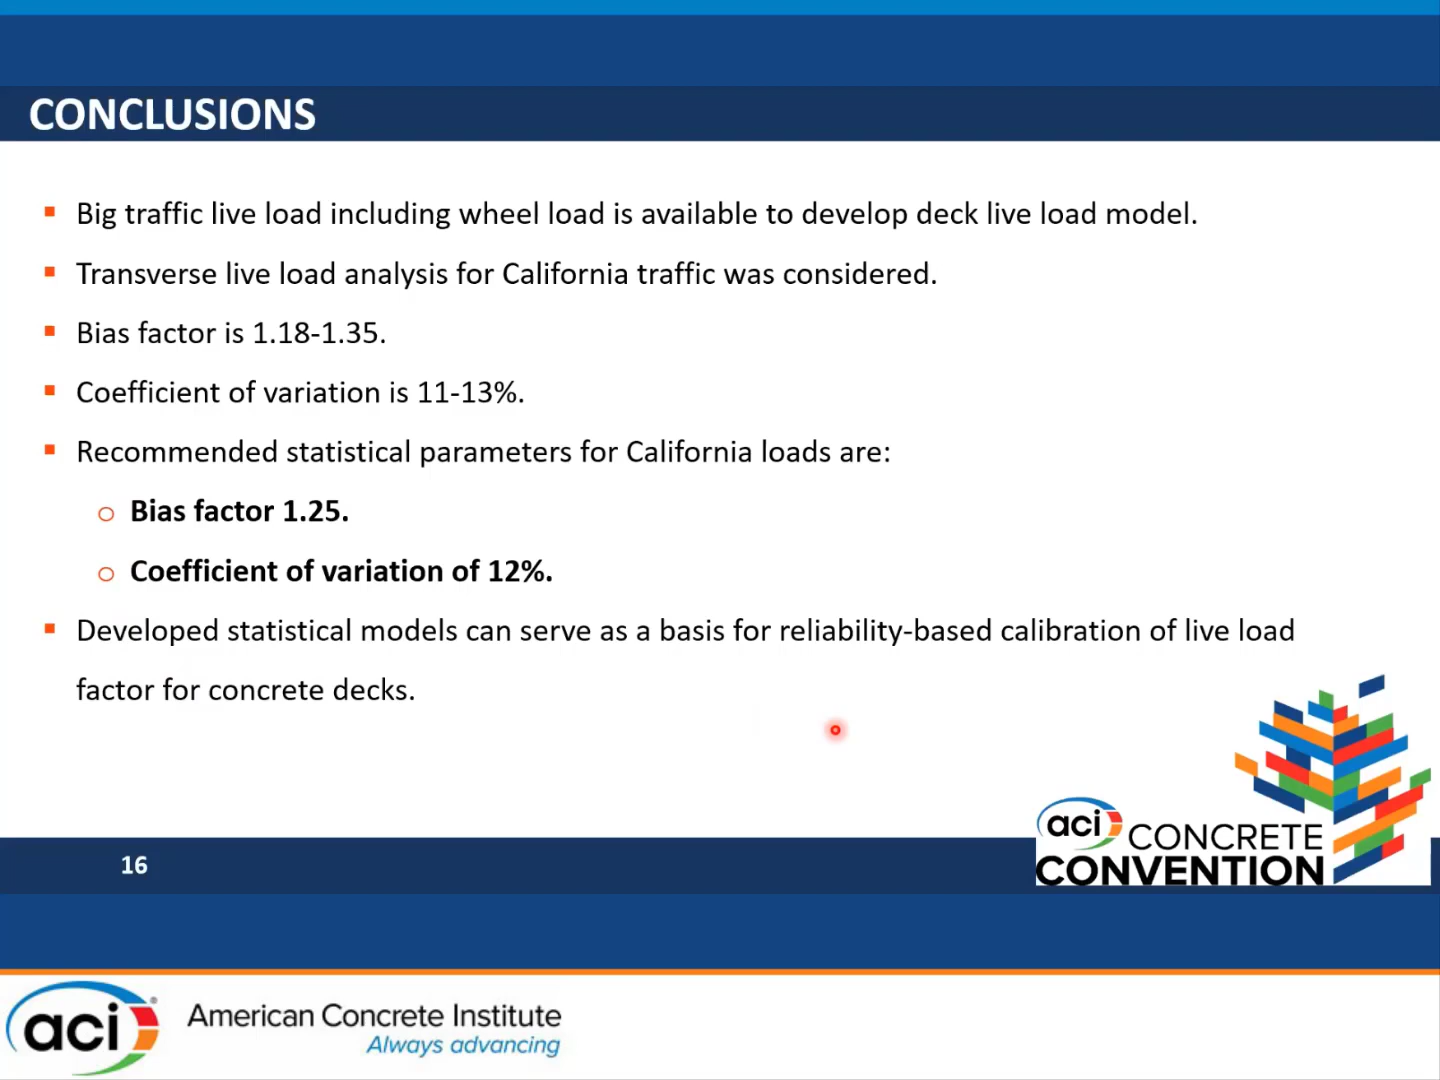 CONCLUSIONS
Big traffic live load including wheel load is available to develop deck live load model.
Transverse live load analysis for California traffic was considered.
Bias factor is 1.18-1.35.
Coefficient of variation is 11-13%.
Recommended statistical parameters for California loads are:
Bias factor 1.25.
Coefficient of variation of 12%.
Developed statistical models can serve as a basis for reliability-based calibration of live load
factor for concrete decks.
16
aci CONCRETE
CONVENTION
aci
American Concrete Institute
Always advancing